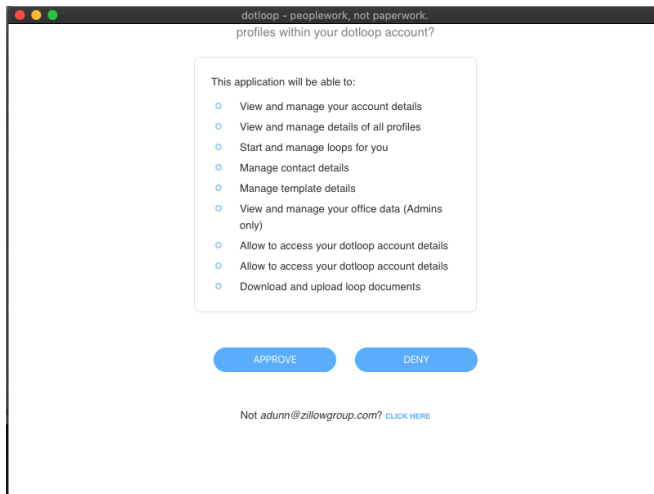 dotloop - peoplework, not paperwork.
profiles within your dotloop account?
This application will be able to:
View and manage your account details
View and manage details of all profiles
Start and manage loops for you
Manage contact details
Manage template details
View and manage your office data (Admins
only)
Allow to access your dotloop account details
Allow to access your dotloop account details
Download and upload loop documents
APPROVE
DENY
Not adunn@zillowgroup.com? CLICK HERE